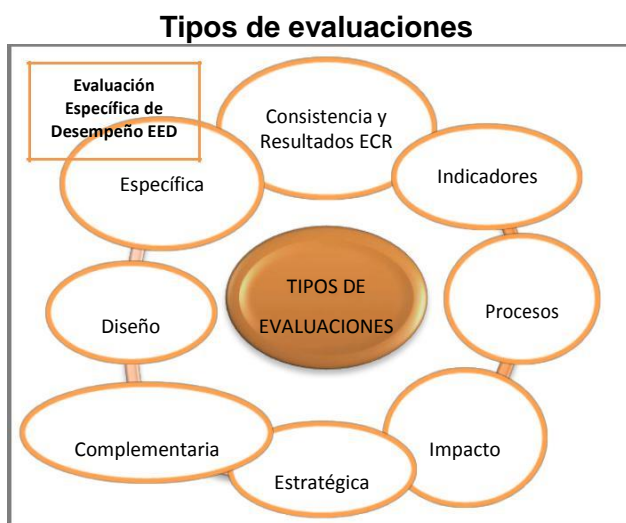 Tipos de evaluaciones
Evaluación
Específica de
Desempeño EED
Consistencia y
Resultados ECR
Específica
Indicadores
TIPOS DE
EVALUACIONES
Diseño
Procesos
Complementaria
Impacto
Estratégica